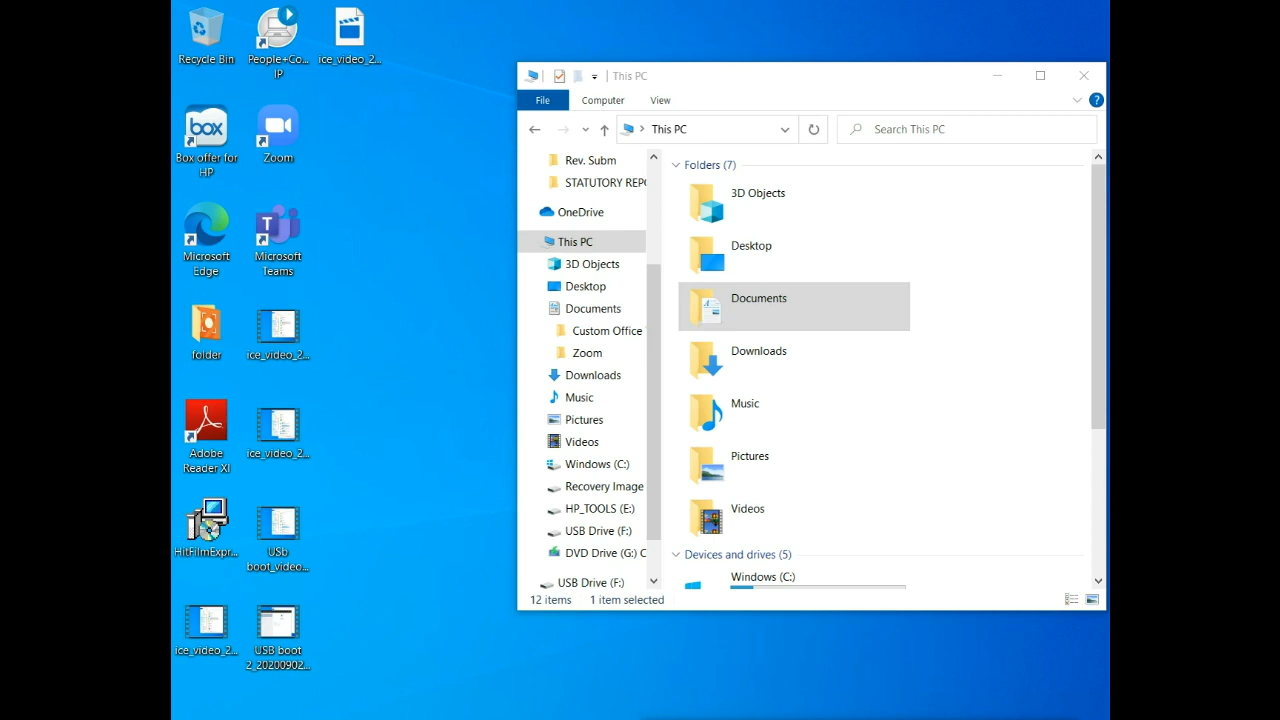 Recycle Bin
People+Co...
IP
ice_video_2...
box
Box offer for
HP
Zoom
Microsoft
Edge
T
Microsoft
Teams
folder
ice_video_2...
Adobe
Reader XI
ice_video_2...
HitFilmExpr...
USb
boot_video...
ice_video_2...
USB boot
2_20200902...
This PC
File
Computer
View
?
This PC
Search This PC
Rev. Subm
STATUTORY REPO
OneDrive
This PC
3D Objects
Desktop
Documents
Custom Office
Zoom
Downloads
Music
Pictures
Videos
Windows (C:)
Recovery Image
HP_TOOLS (E:)
USB Drive (F:)
DVD Drive (G:) C
USB Drive (F:)
Folders (7)
3D Objects
Desktop
Documents
Downloads
Music
Pictures
Videos
Devices and drives (5)
Windows (C:)
12 items
1 item selected